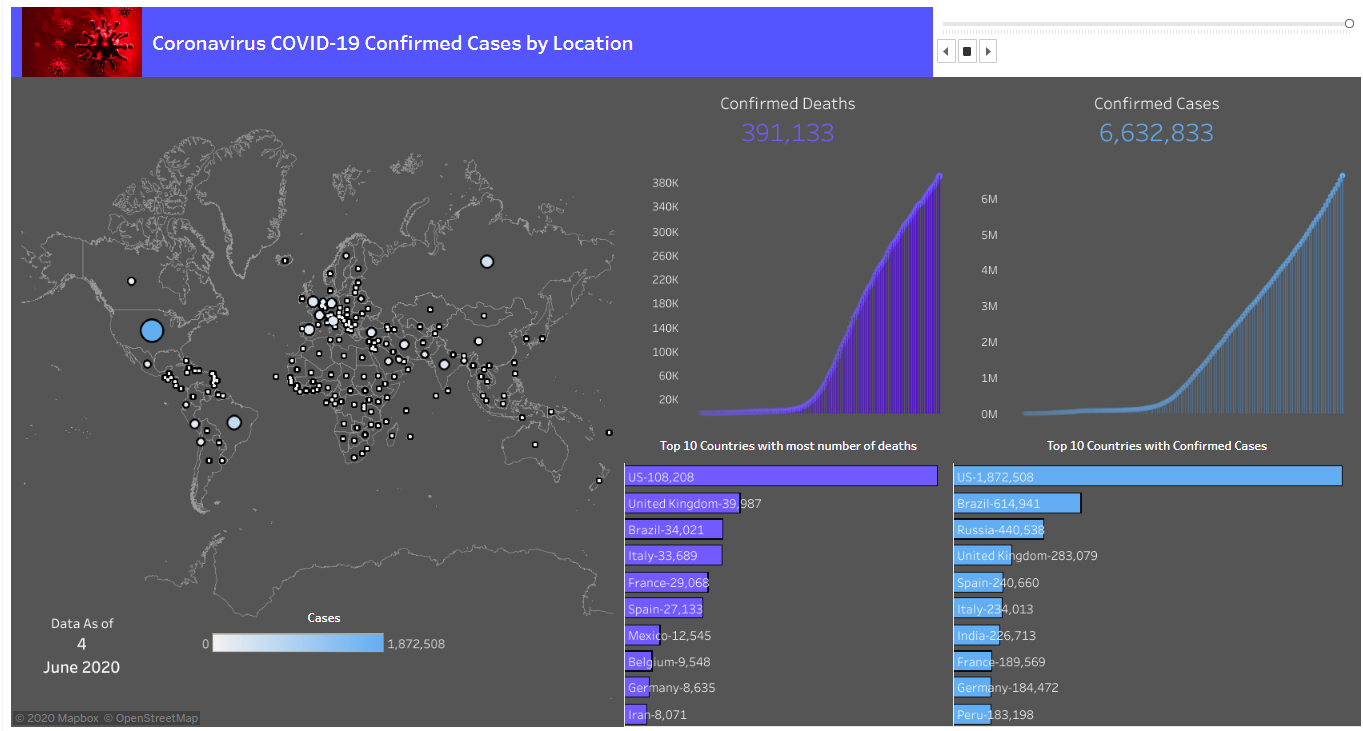 Coronavirus COVID-19 Confirmed Cases by Location
Confirmed Deaths
391,133
380K
340K
300K
260K
220K
180K
140K
100K
60K
20K
Confirmed Cases
6,632,833
6M
5M
4M
3M
2M
1M
0M
Top 10 Countries with most number of deaths
US-108,208
United Kingdom-39,987
Brazil-34,021
Italy-33,689
France-29,068
Spain-27,133
Mexico-12,545
Belgium-9,548
Germany-8,635
Iran-8,071
Top 10 Countries with Confirmed Cases
US-1,872,508
Brazil-614,941
Russia-440,538
United Kingdom-283,079
Spain-240,660
Italy-234,013
India-226,713
France-189,569
Germany-184,472
Peru-183,198
Data As of
4
June 2020
Cases
0 1,872,508
© 2020 Mapbox © OpenStreetMap